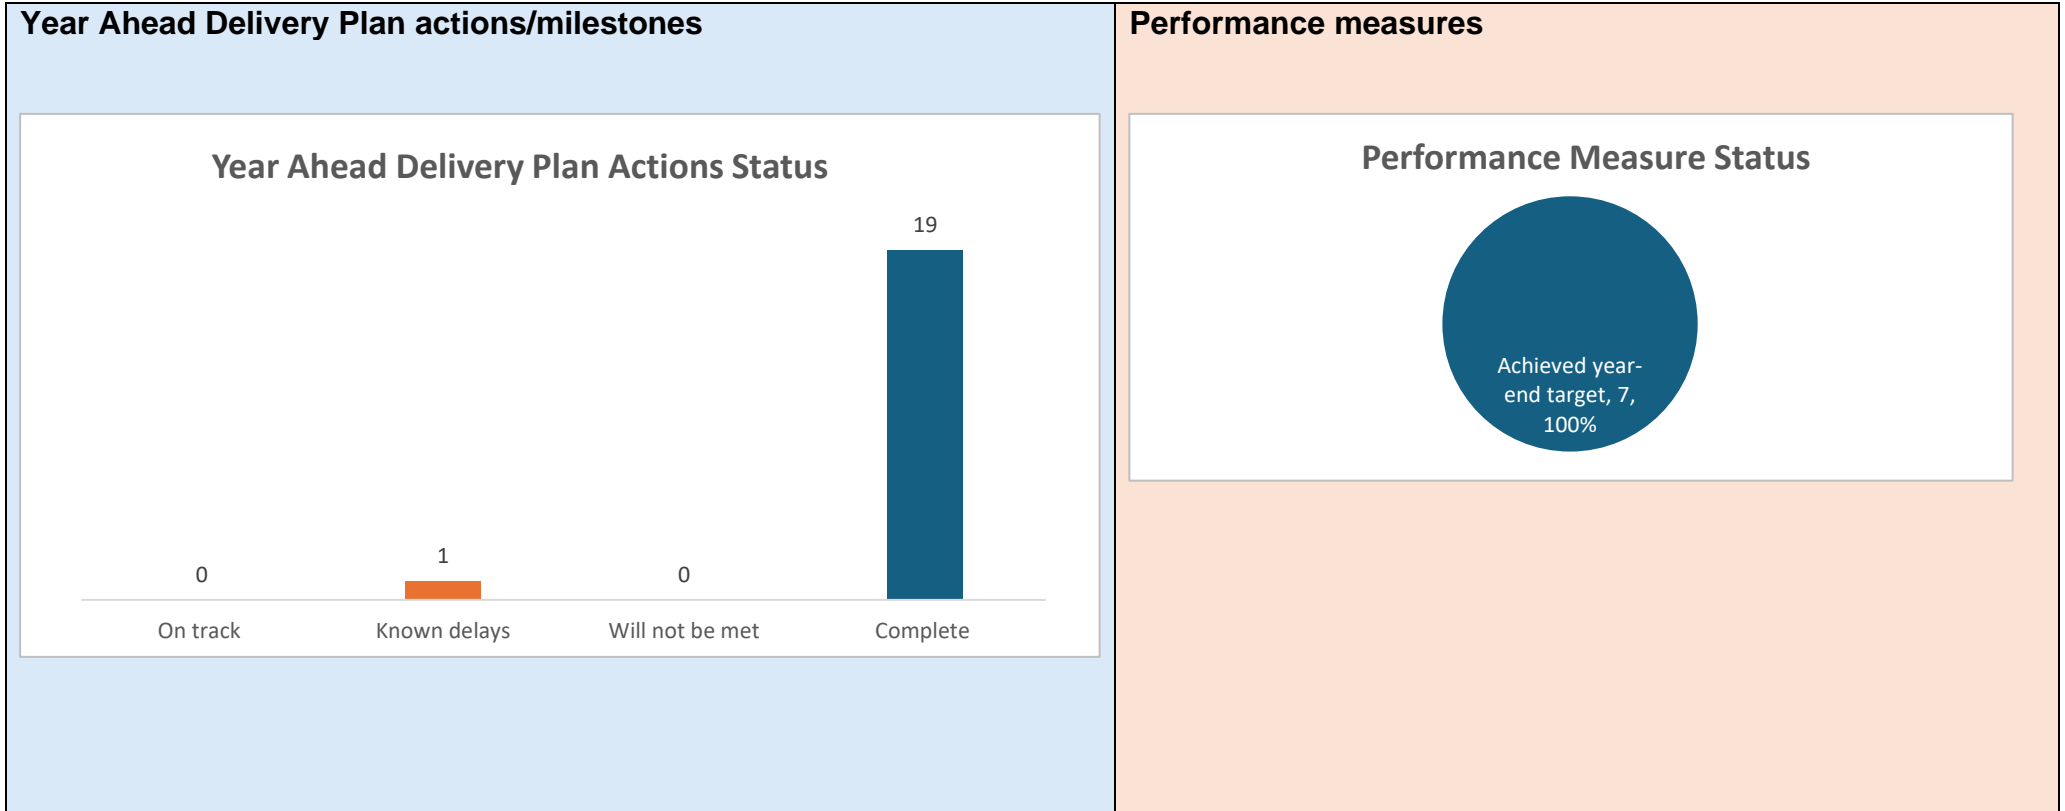 Year Ahead Delivery Plan actions/milestones
Year Ahead Delivery Plan Actions Status
19
1
0
0
On track
Known delays
Will not be met
Complete
Performance measures
Performance Measure Status
Achieved year-
end target, 7,
100%